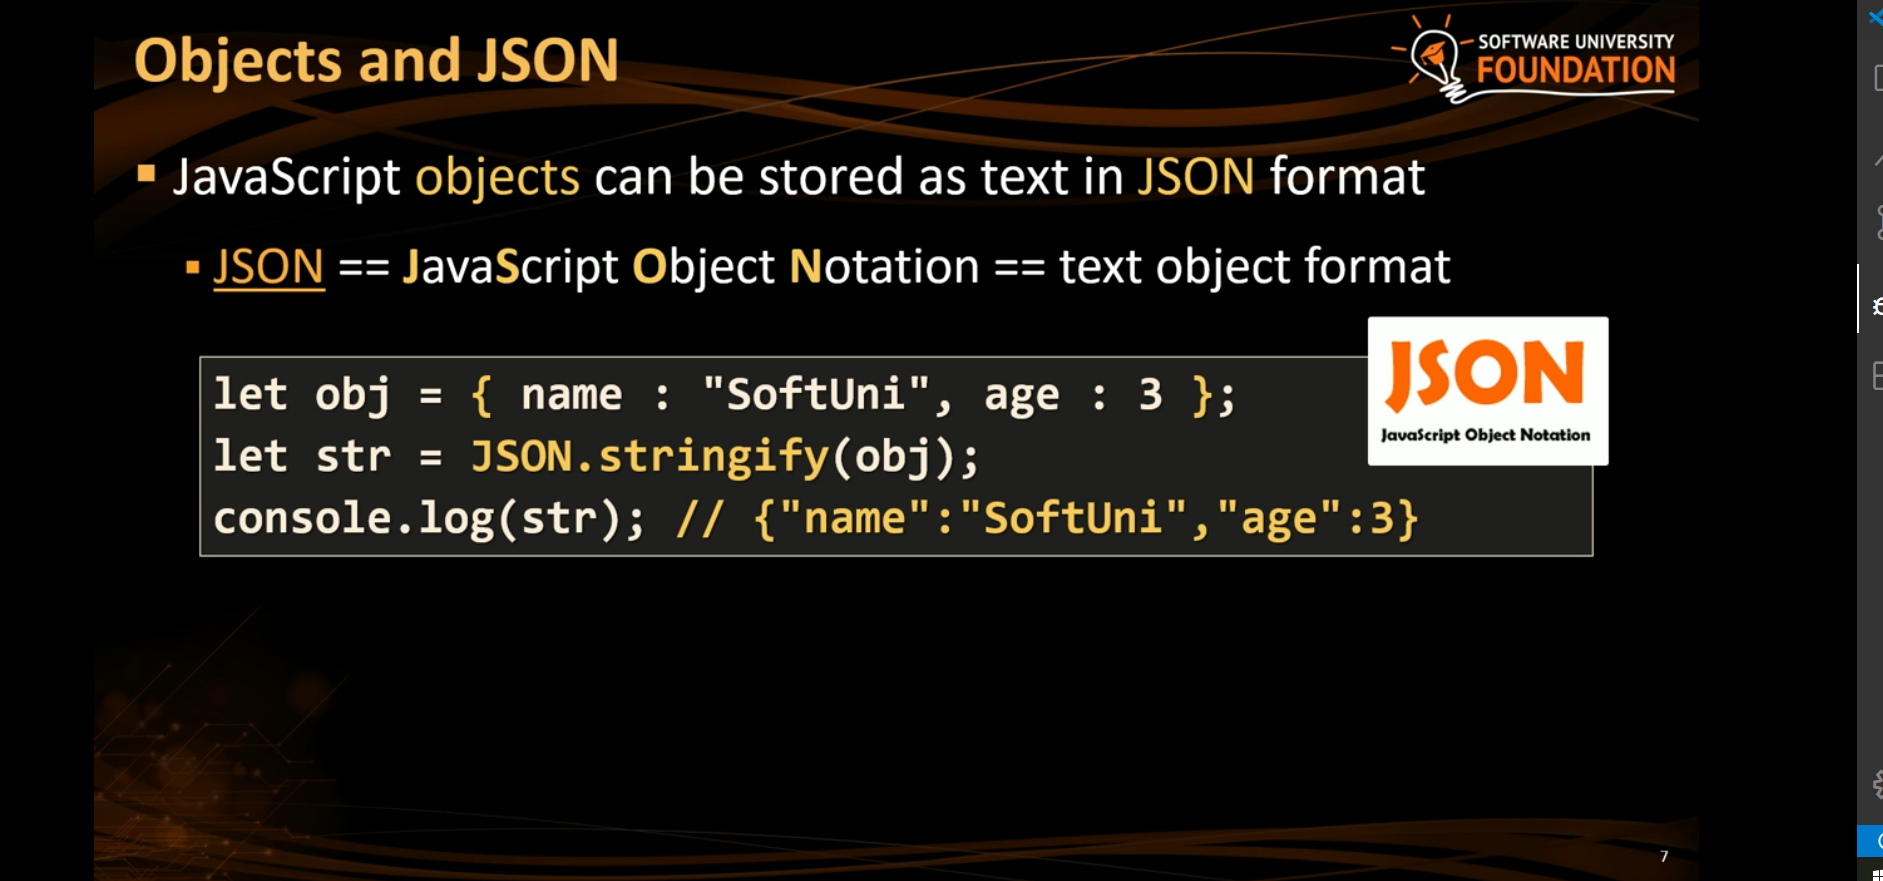 Objects and JSON
SOFTWARE UNIVERSITY
FOUNDATION
JavaScript objects can be stored as text in JSON format
JSON == JavaScript Object Notation == text object format
JSON
JavaScript Object Notation
let obj = { name : "SoftUni", age : 3 };
let str = JSON.stringify(obj);
console.log(str); // {"name":"SoftUni","age":3}
7